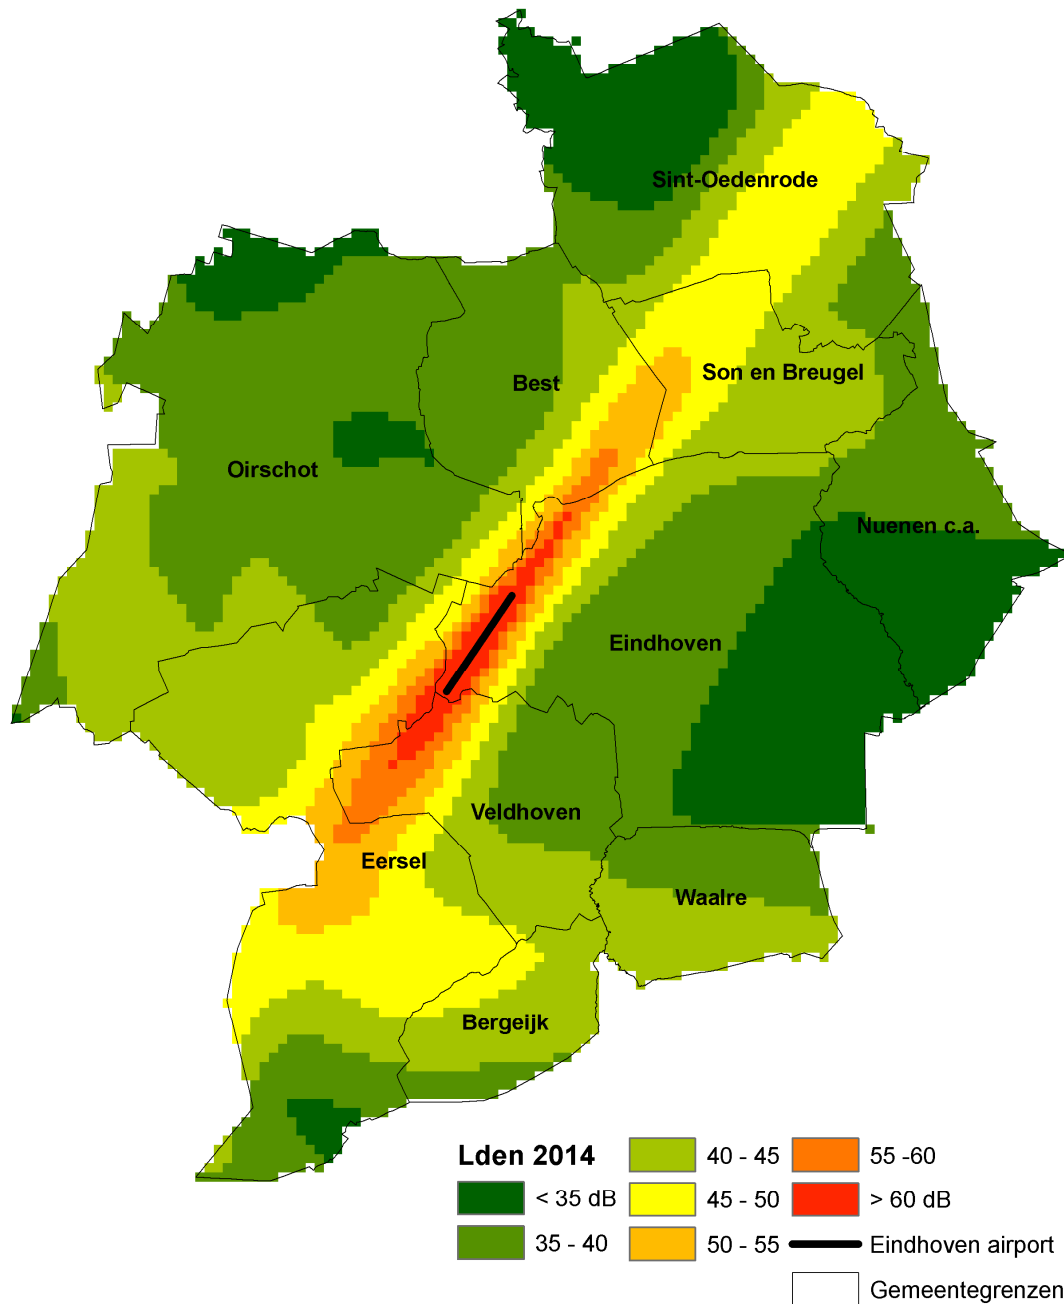 Sint-Oedenrode
Son en Breugel
Best
Oirschot
Nuenen c.a.
Eindhoven
Veldhoven
Eersel
Waalre
Bergeijk
Lden 2014
< 35 dB
35 - 40
40 - 45
45 - 50
50 - 55
55 -60
> 60 dB
Eindhoven airport
Gemeentegrenzen